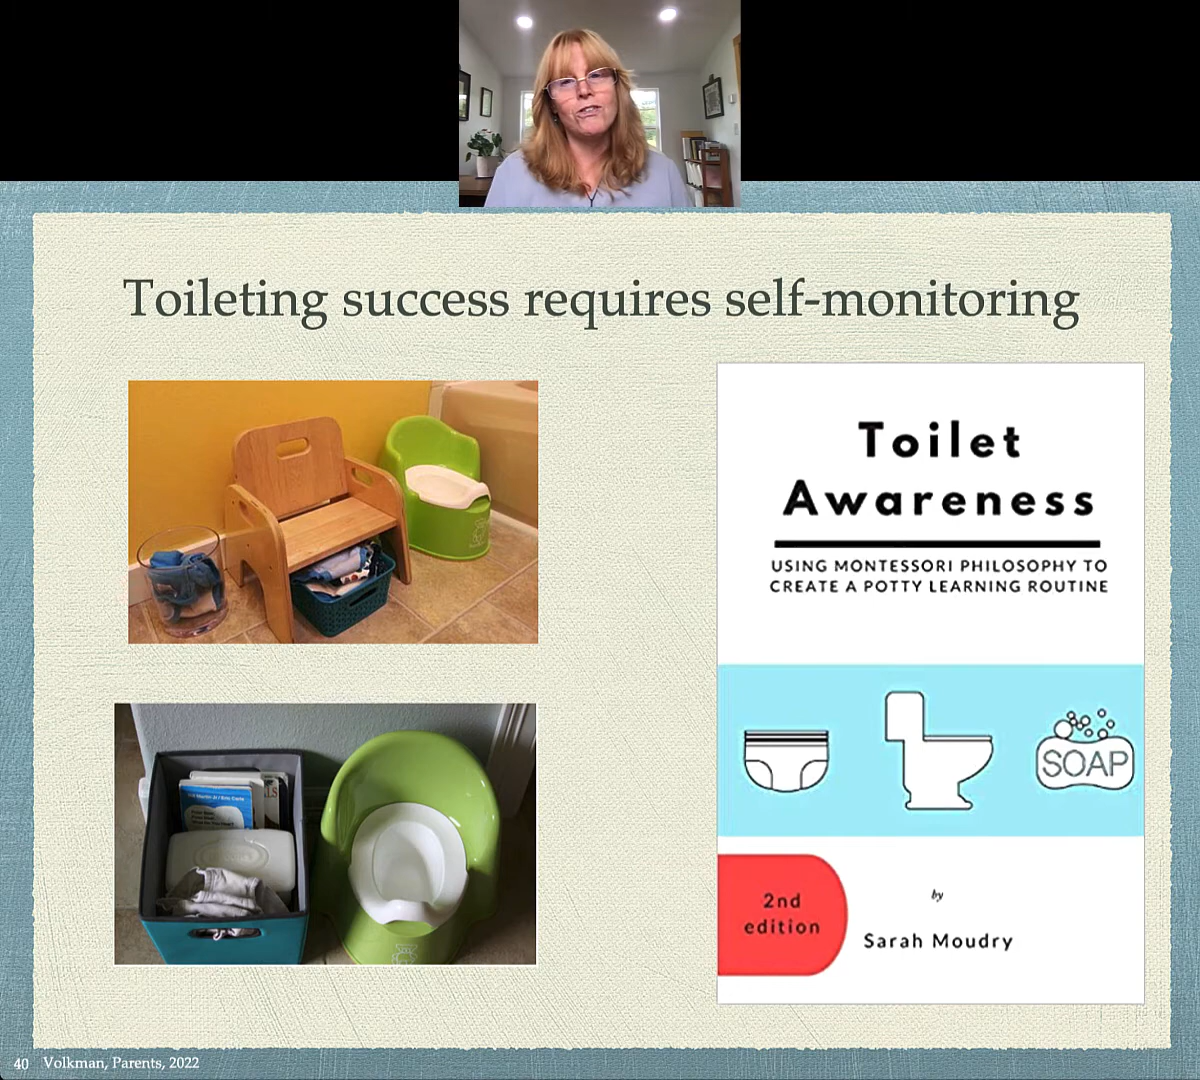 Toileting success requires self-monitoring
Toilet
Awareness
USING MONTESSORI PHILOSOPHY TO
CREATE A POTTY LEARNING ROUTINE
SOAP
2nd
edition
by
Sarah Moudry
40 Volkman, Parents, 2022